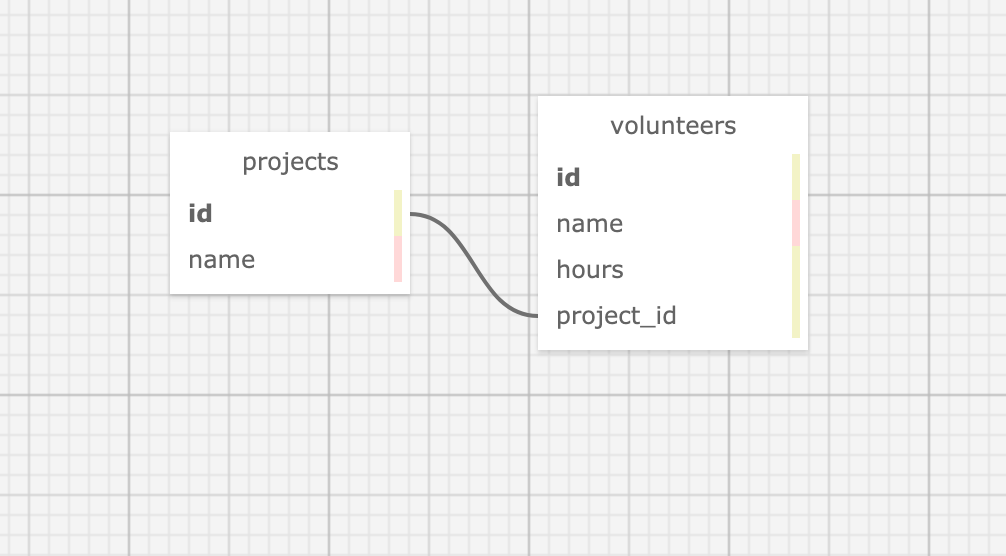 projects
id
name
volunteers
id
name
hours
project_id